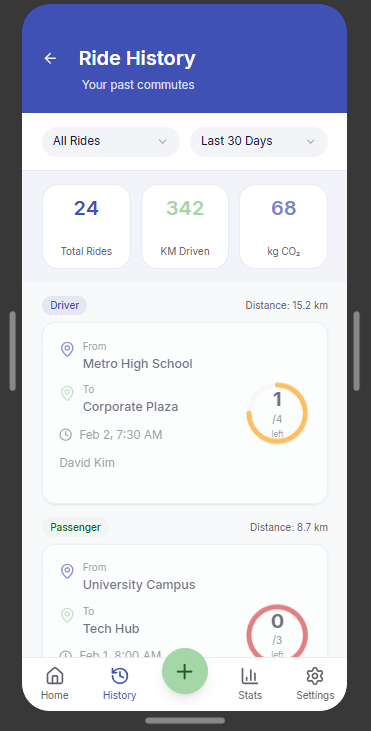 Ride History
Your past commutes
All Rides
Last 30 Days
24
342
68
Total Rides
KM Driven
kg CO₂
Driver
Distance: 15.2 km
From
Metro High School
To
Corporate Plaza
1
/4
left
Feb 2, 7:30 AM
David Kim
Passenger
Distance: 8.7 km
From
University Campus
To
Tech Hub
0
/3
left
Feb 1, 8:00 AM
Home
History
Stats
Settings